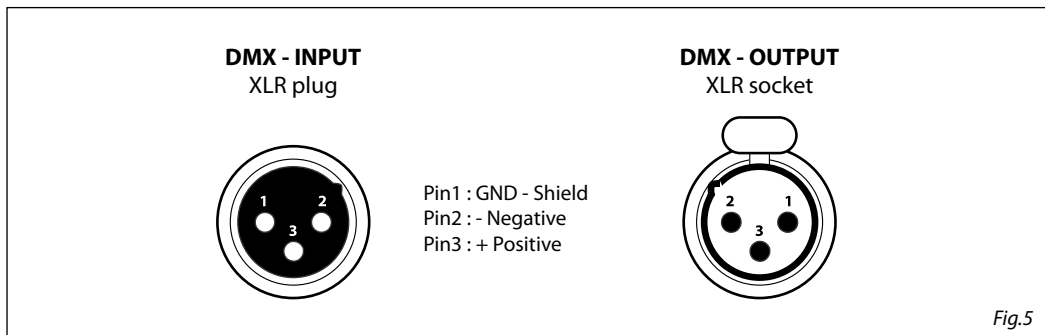 DMX - INPUT
XLR plug
DMX - OUTPUT
XLR socket
1 2
3
Pin1 : GND - Shield
Pin2 : - Negative
Pin3 : + Positive
2 1
3
Fig.5